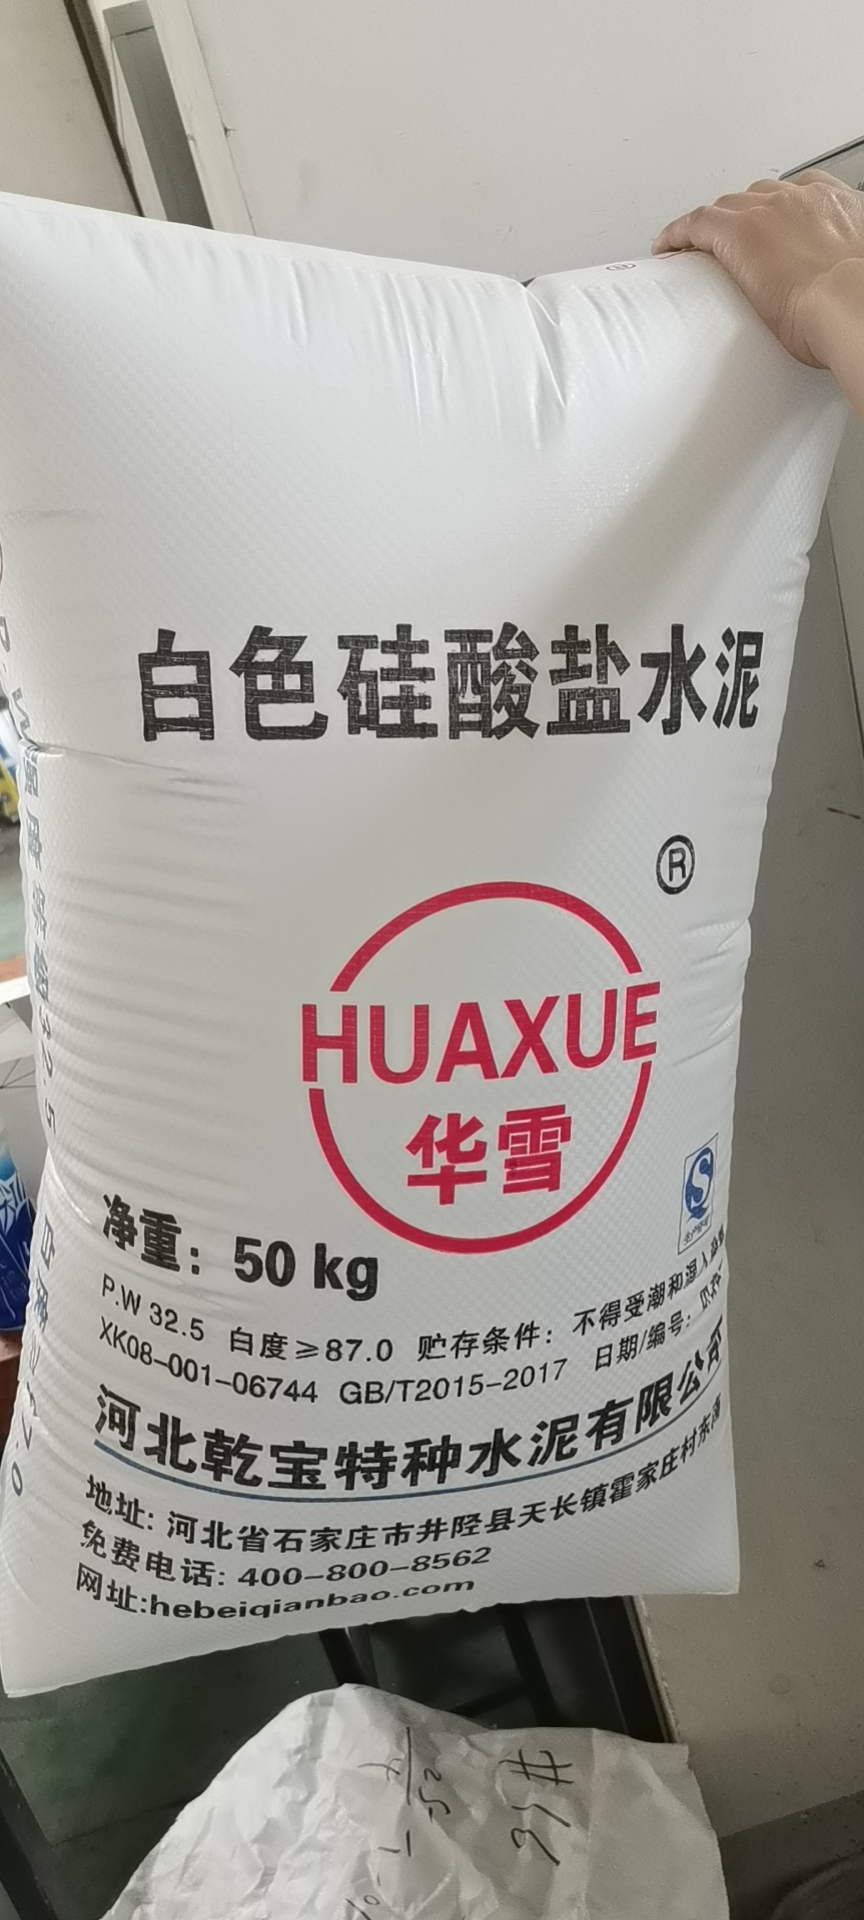 白色硅酸盐水泥
®
HUAXUE
华雪
净重：50 kg
P.W 32.5 白度≥87.0 贮存条件：不得受潮和混入
XK08-001-06744 GB/T2015-2017 日期/编号：
河北乾宝特种水泥有限公司
地址：河北省石家庄市井陉县天长镇霍家庄村东
免费电话：400-800-8562
网址:hebeiqianbao.com
91#